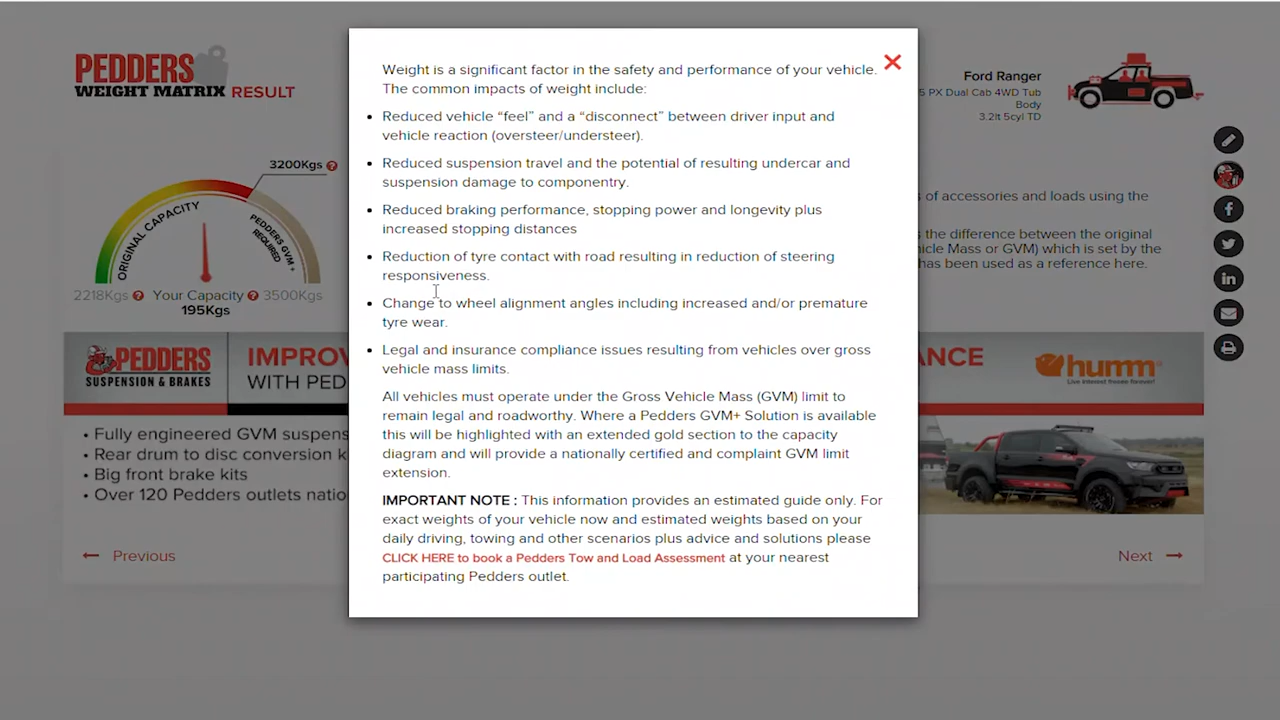 PEDDERS
WEIGHT MATRIX RESULT
3200Kgs ?
ORIGINAL CAPACITY
PEDDERS GVM+
REQUIRED
2218Kgs ? Your Capacity ? 3500Kgs
195Kgs
Weight is a significant factor in the safety and performance of your vehicle.
The common impacts of weight include:
• Reduced vehicle “feel” and a “disconnect” between driver input and
vehicle reaction (oversteer/understeer).
• Reduced suspension travel and the potential of resulting undercar and
suspension damage to componentry.
• Reduced braking performance, stopping power and longevity plus
increased stopping distances
• Reduction of tyre contact with road resulting in reduction of steering
responsiveness.
• Change to wheel alignment angles including increased and/or premature
tyre wear.
• Legal and insurance compliance issues resulting from vehicles over gross
vehicle mass limits.
All vehicles must operate under the Gross Vehicle Mass (GVM) limit to
remain legal and roadworthy. Where a Pedders GVM+ Solution is available
this will be highlighted with an extended gold section to the capacity
diagram and will provide a nationally certified and complaint GVM limit
extension.
IMPORTANT NOTE : This information provides an estimated guide only. For
exact weights of your vehicle now and estimated weights based on your
daily driving, towing and other scenarios plus advice and solutions please
CLICK HERE to book a Pedders Tow and Load Assessment at your nearest
participating Pedders outlet.
Ford Ranger
5 PX Dual Cab 4WD Tub
Body
3.2lt 5cyl TD
s of accessories and loads using the
s the difference between the original
hicle Mass or GVM) which is set by the
has been used as a reference here.
PEDDERS
SUSPENSION & BRAKES
IMPROV
WITH PED
ANCE
humm
Live interest freeee forever!
• Fully engineered GVM suspens
• Rear drum to disc conversion k
• Big front brake kits
• Over 120 Pedders outlets natio
← Previous
Next →